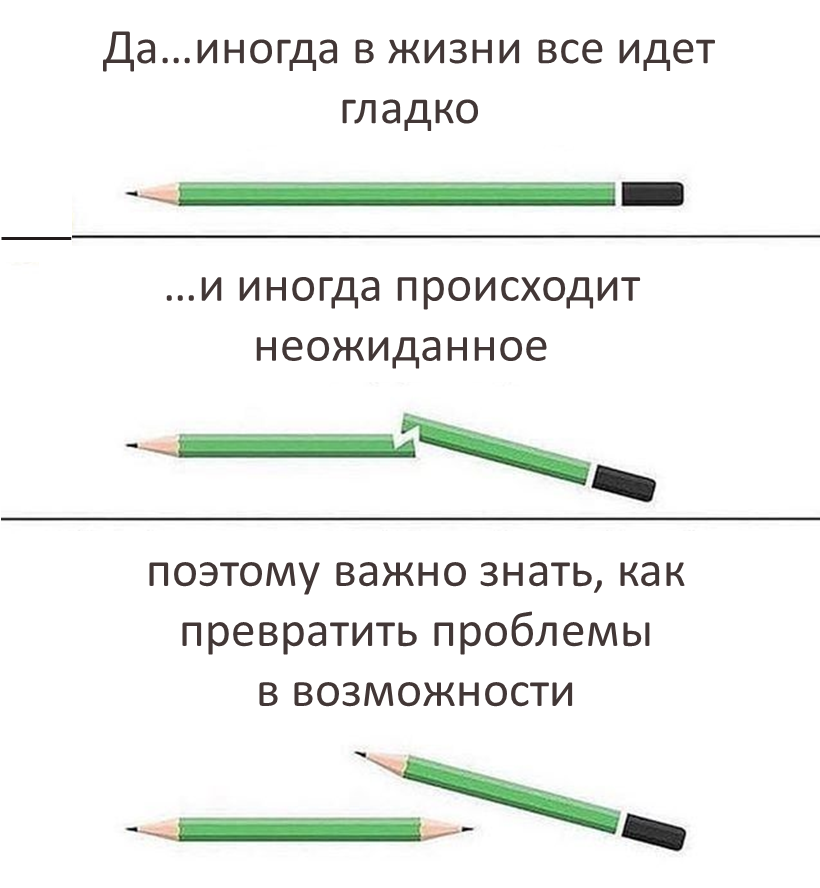 Да...иногда в жизни все идет
гладко
...и иногда происходит
неожиданное
поэтому важно знать, как
превратить проблемы
в возможности